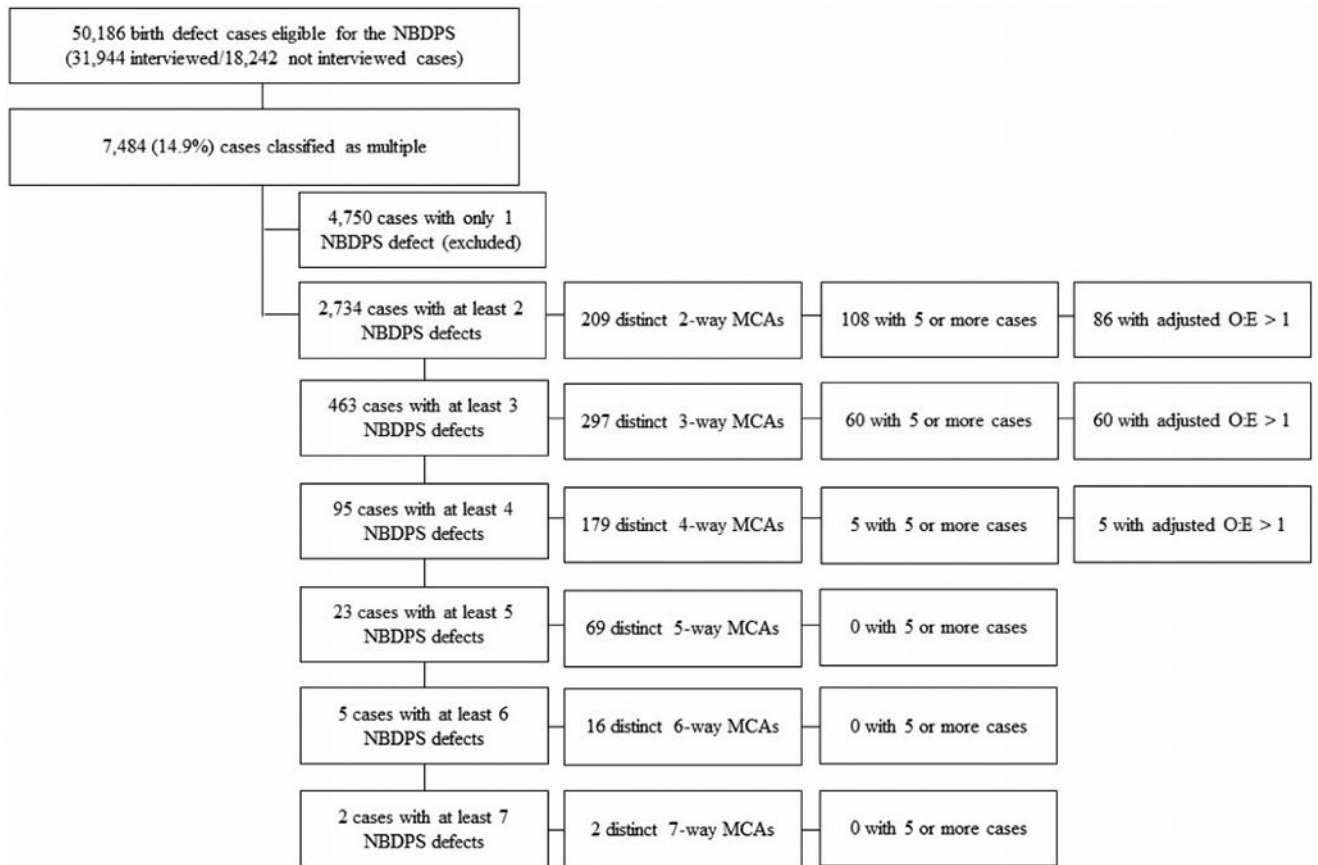 50,186 birth defect cases eligible for the NBDPS
(31,944 interviewed/18,242 not interviewed cases)
7,484 (14.9%) cases classified as multiple
4,750 cases with only 1
NBDPS defect (excluded)
2,734 cases with at least 2
NBDPS defects
209 distinct 2-way MCAs
108 with 5 or more cases
86 with adjusted O:E > 1
463 cases with at least 3
NBDPS defects
297 distinct 3-way MCAs
60 with 5 or more cases
60 with adjusted O:E > 1
95 cases with at least 4
NBDPS defects
179 distinct 4-way MCAs
5 with 5 or more cases
5 with adjusted O:E > 1
23 cases with at least 5
NBDPS defects
69 distinct 5-way MCAs
0 with 5 or more cases
5 cases with at least 6
NBDPS defects
16 distinct 6-way MCAs
0 with 5 or more cases
2 cases with at least 7
NBDPS defects
2 distinct 7-way MCAs
0 with 5 or more cases